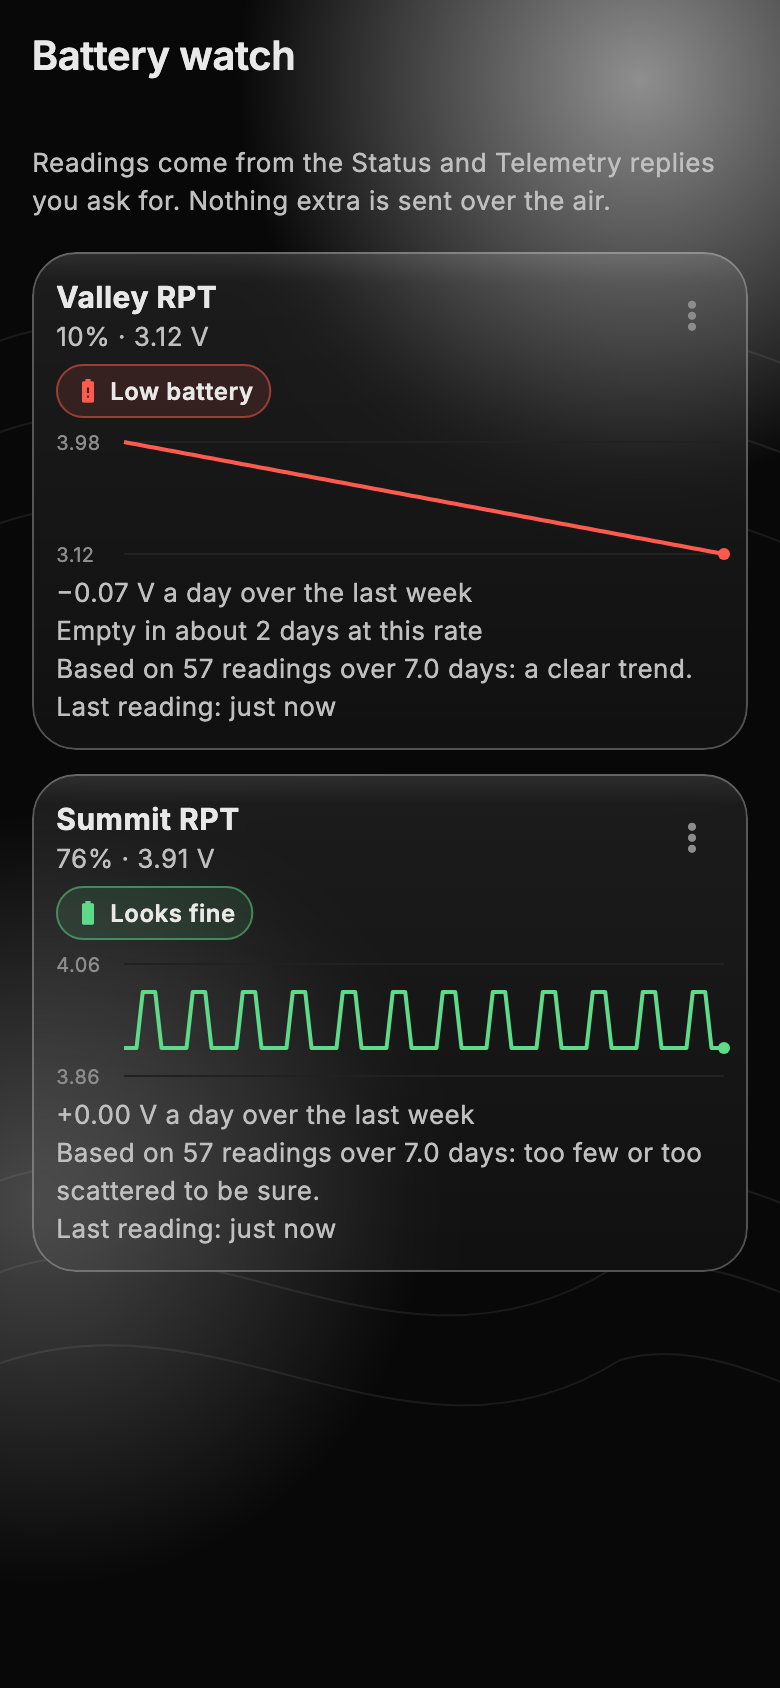 Battery watch
Readings come from the Status and Telemetry replies
you ask for. Nothing extra is sent over the air.
Valley RPT
10% · 3.12 V
Low battery
3.98
3.12
−0.07 V a day over the last week
Empty in about 2 days at this rate
Based on 57 readings over 7.0 days: a clear trend.
Last reading: just now
Summit RPT
76% · 3.91 V
Looks fine
4.06
3.86
+0.00 V a day over the last week
Based on 57 readings over 7.0 days: too few or too
scattered to be sure.
Last reading: just now